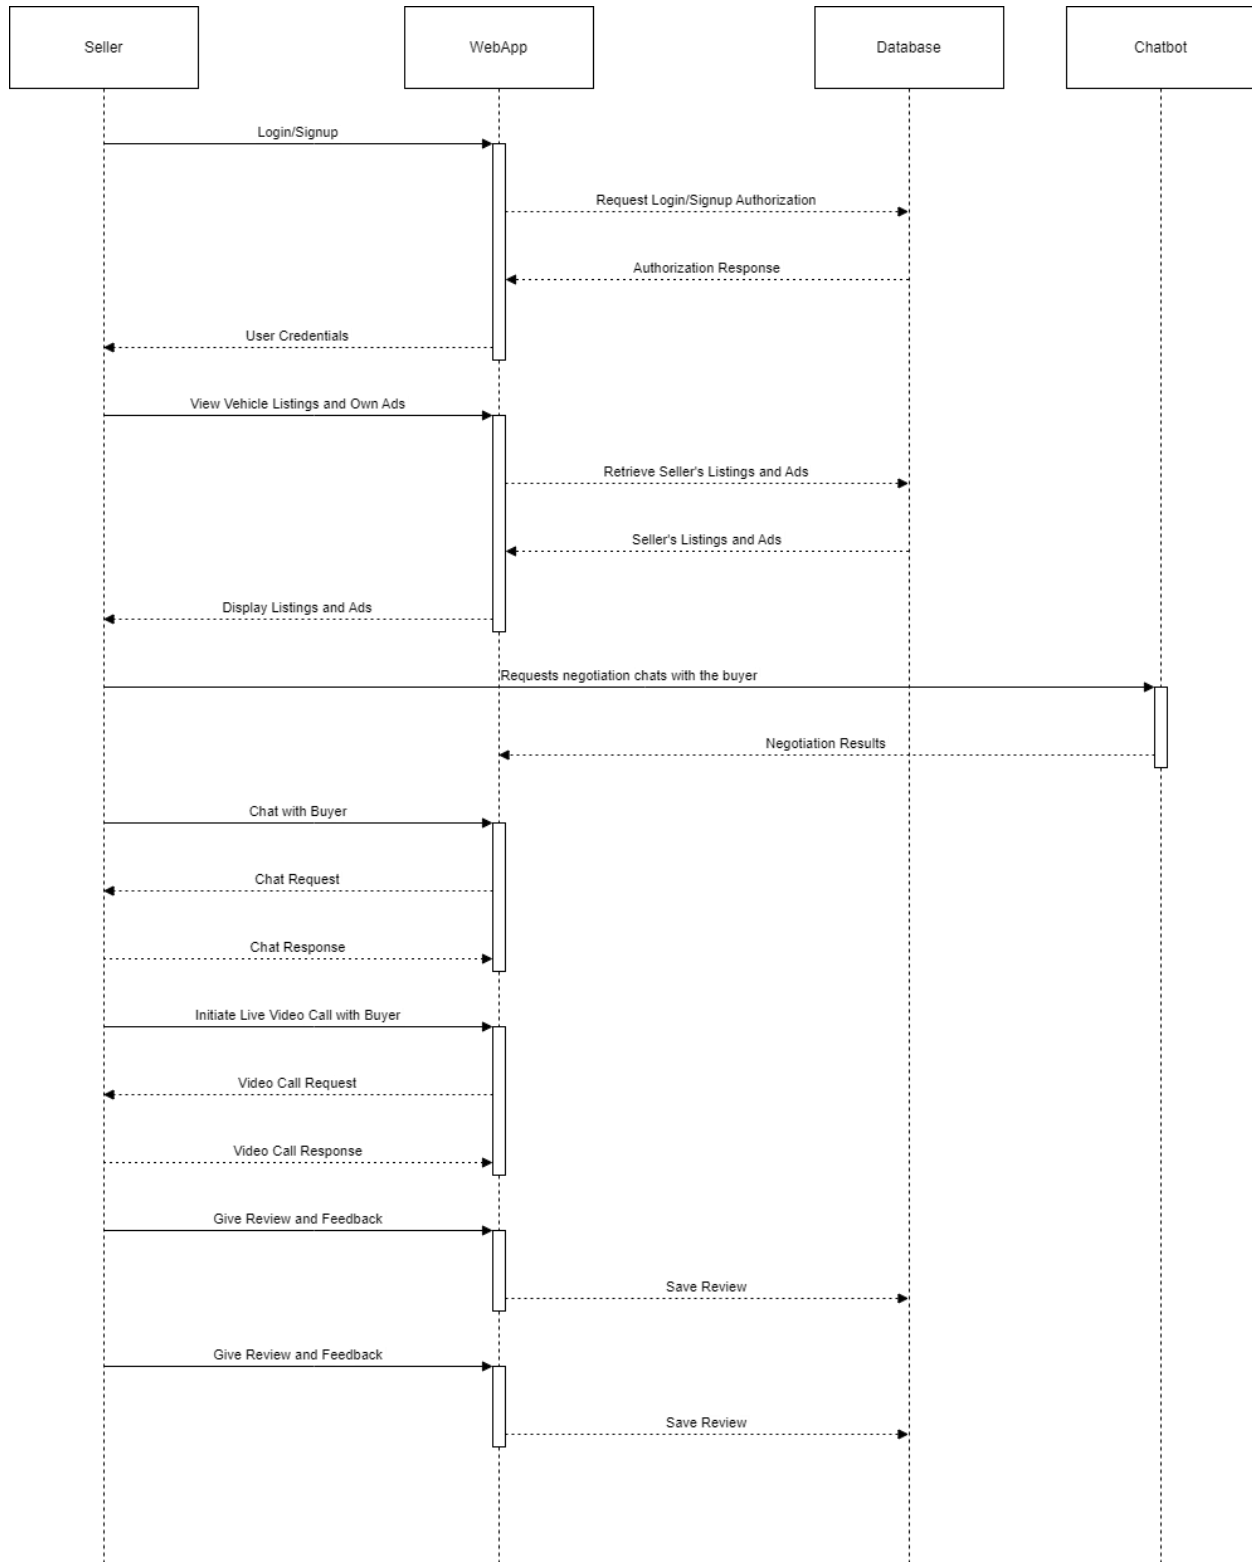 Seller
WebApp
Database
Chatbot
Login/Signup
Request Login/Signup Authorization
Authorization Response
User Credentials
View Vehicle Listings and Own Ads
Retrieve Seller's Listings and Ads
Seller's Listings and Ads
Display Listings and Ads
Requests negotiation chats with the buyer
Negotiation Results
Chat with Buyer
Chat Request
Chat Response
Initiate Live Video Call with Buyer
Video Call Request
Video Call Response
Give Review and Feedback
Save Review
Give Review and Feedback
Save Review